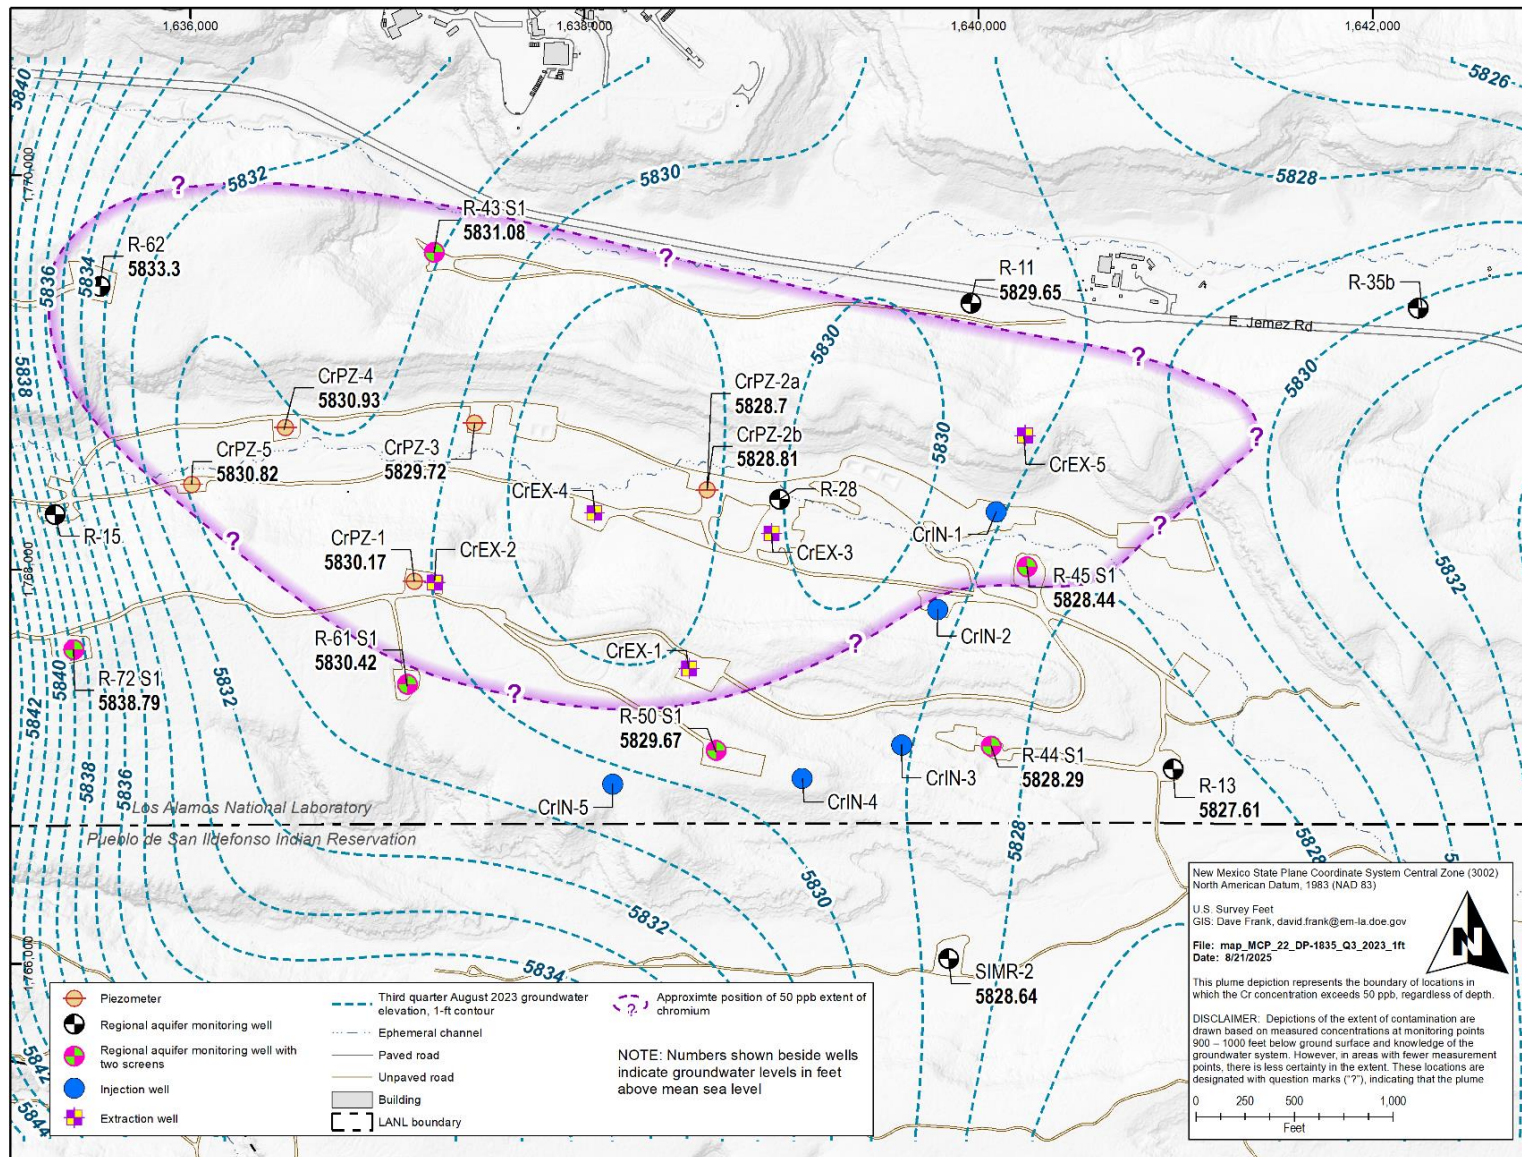 1,636,000
1,638,000
1,640,000
1,642,000
5840
5826
1,770,000
5832
5830
5828
R-43 S1
5831.08
R-62
5833.3
5836
5834
R-11
5829.65
R-35b
E. Jemez Rd
5838
5830
5830
CrPZ-4
5830.93
CrPZ-2a
5828.7
CrPZ-2b
5828.81
CrPZ-5
5830.82
CrPZ-3
5829.72
5830
CrEX-5
CrEX-4
R-28
R-15
CrIN-1
CrEX-3
1,768,000
CrPZ-1
5830.17
CrEX-2
5832
R-45 S1
5828.44
CrIN-2
R-61 S1
5830.42
CrEX-1
5840
R-72 S1
5838.79
5832
5842
R-50 S1
5829.67
CrIN-3
R-44 S1
5828.29
5838
5836
CrIN-5
CrIN-4
R-13
5827.61
Los Alamos National Laboratory
Pueblo de San Ildefonso Indian Reservation
5828
5828
5830
5832
5834
1,766,000
SIMR-2
5828.64
5842
5844
? ? ? ? ? ? ? ? ?
Piezometer
Regional aquifer monitoring well
Regional aquifer monitoring well with
two screens
Injection well
Extraction well
Third quarter August 2023 groundwater
elevation, 1-ft contour
Ephemeral channel
Paved road
Unpaved road
Building
LANL boundary
?
Approximte position of 50 ppb extent of
chromium
NOTE: Numbers shown beside wells
indicate groundwater levels in feet
above mean sea level
New Mexico State Plane Coordinate System Central Zone (3002)
North American Datum, 1983 (NAD 83)
U.S. Survey Feet
GIS: Dave Frank, david.frank@em-la.doe.gov
File: map_MCP_22_DP-1835_Q3_2023_1ft
Date: 8/21/2025
N
This plume depiction represents the boundary of locations in
which the Cr concentration exceeds 50 ppb, regardless of depth.
DISCLAIMER: Depictions of the extent of contamination are
drawn based on measured concentrations at monitoring points
900 – 1000 feet below ground surface and knowledge of the
groundwater system. However, in areas with fewer measurement
points, there is less certainty in the extent. These locations are
designated with question marks ("?"), indicating that the plume
0 250 500 1,000
Feet